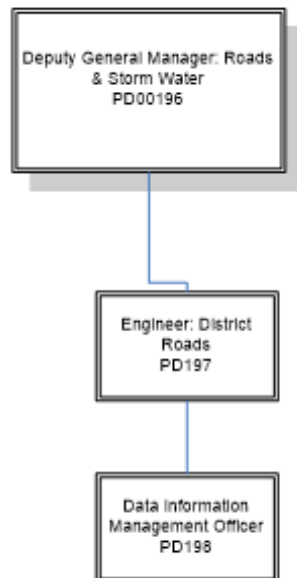 Deputy General Manager: Roads
& Storm Water
PD00196
Engineer: District
Roads
PD197
Data Information
Management Officer
PD198